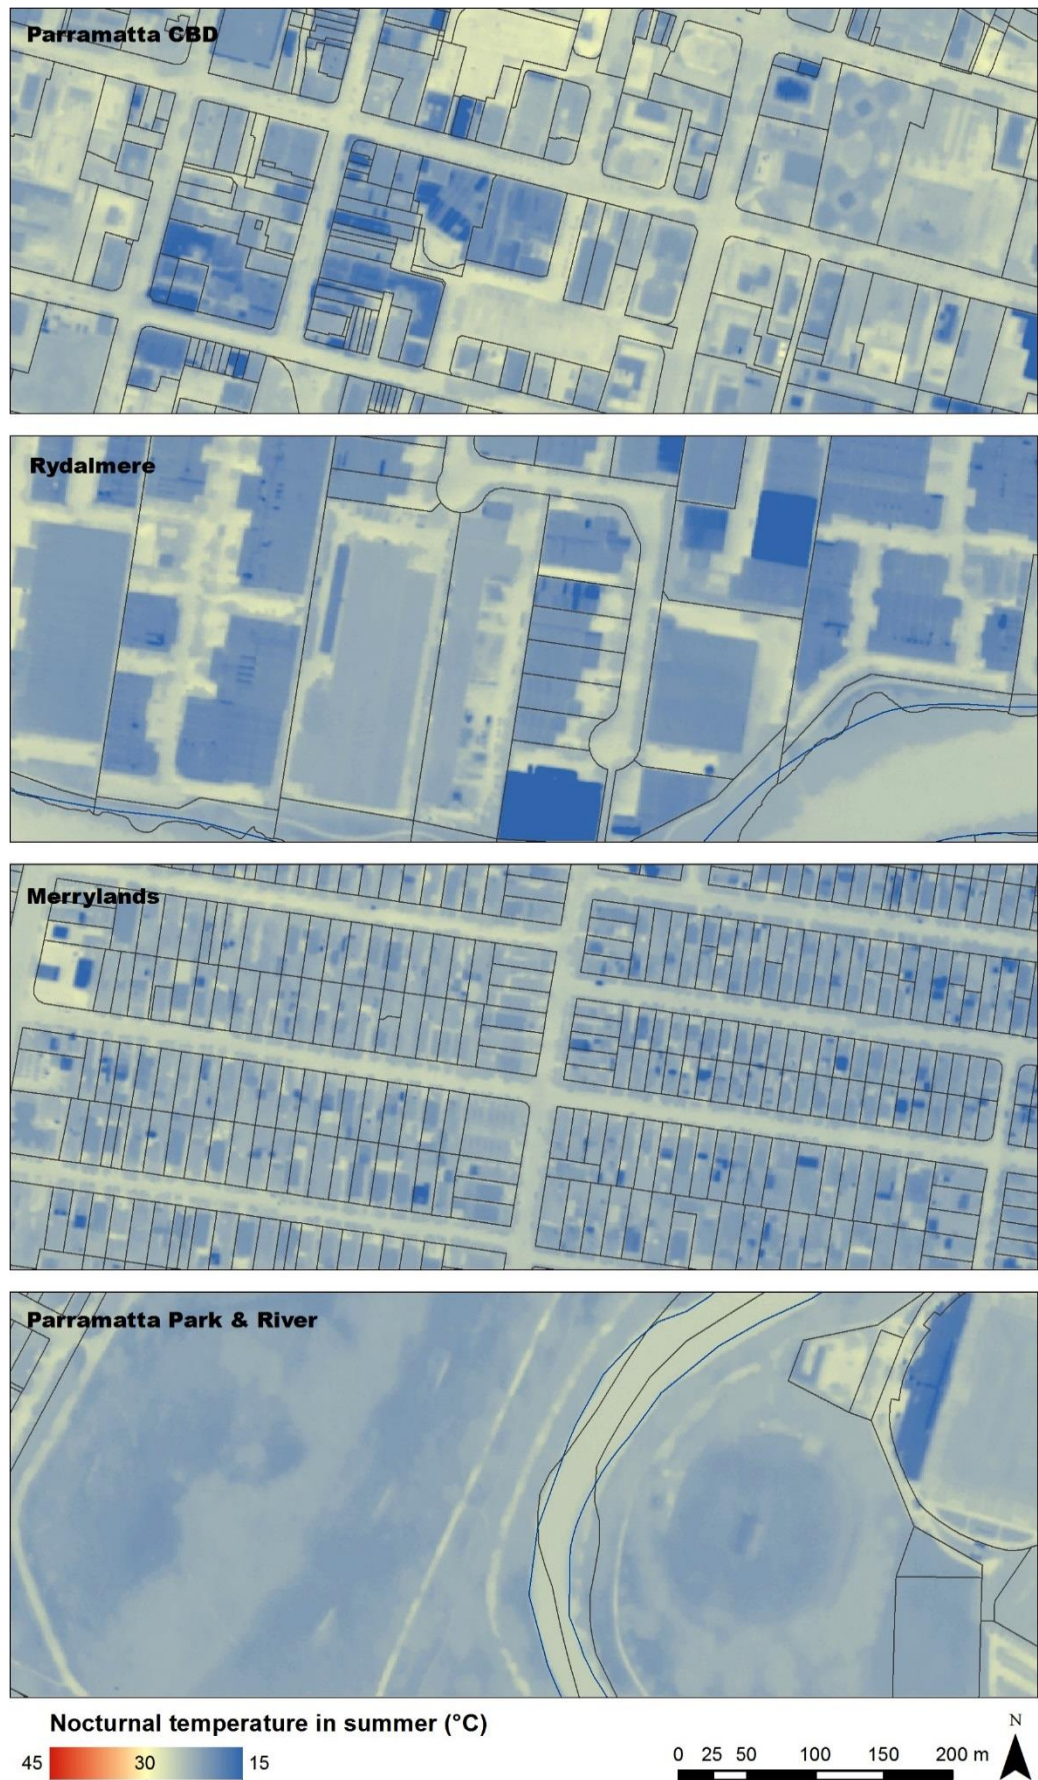 Parramatta CBD
Rydalmere
Merrylands
Parramatta Park & River
Nocturnal temperature in summer (°C)
45 30 15
N
0 25 50 100 150 200 m